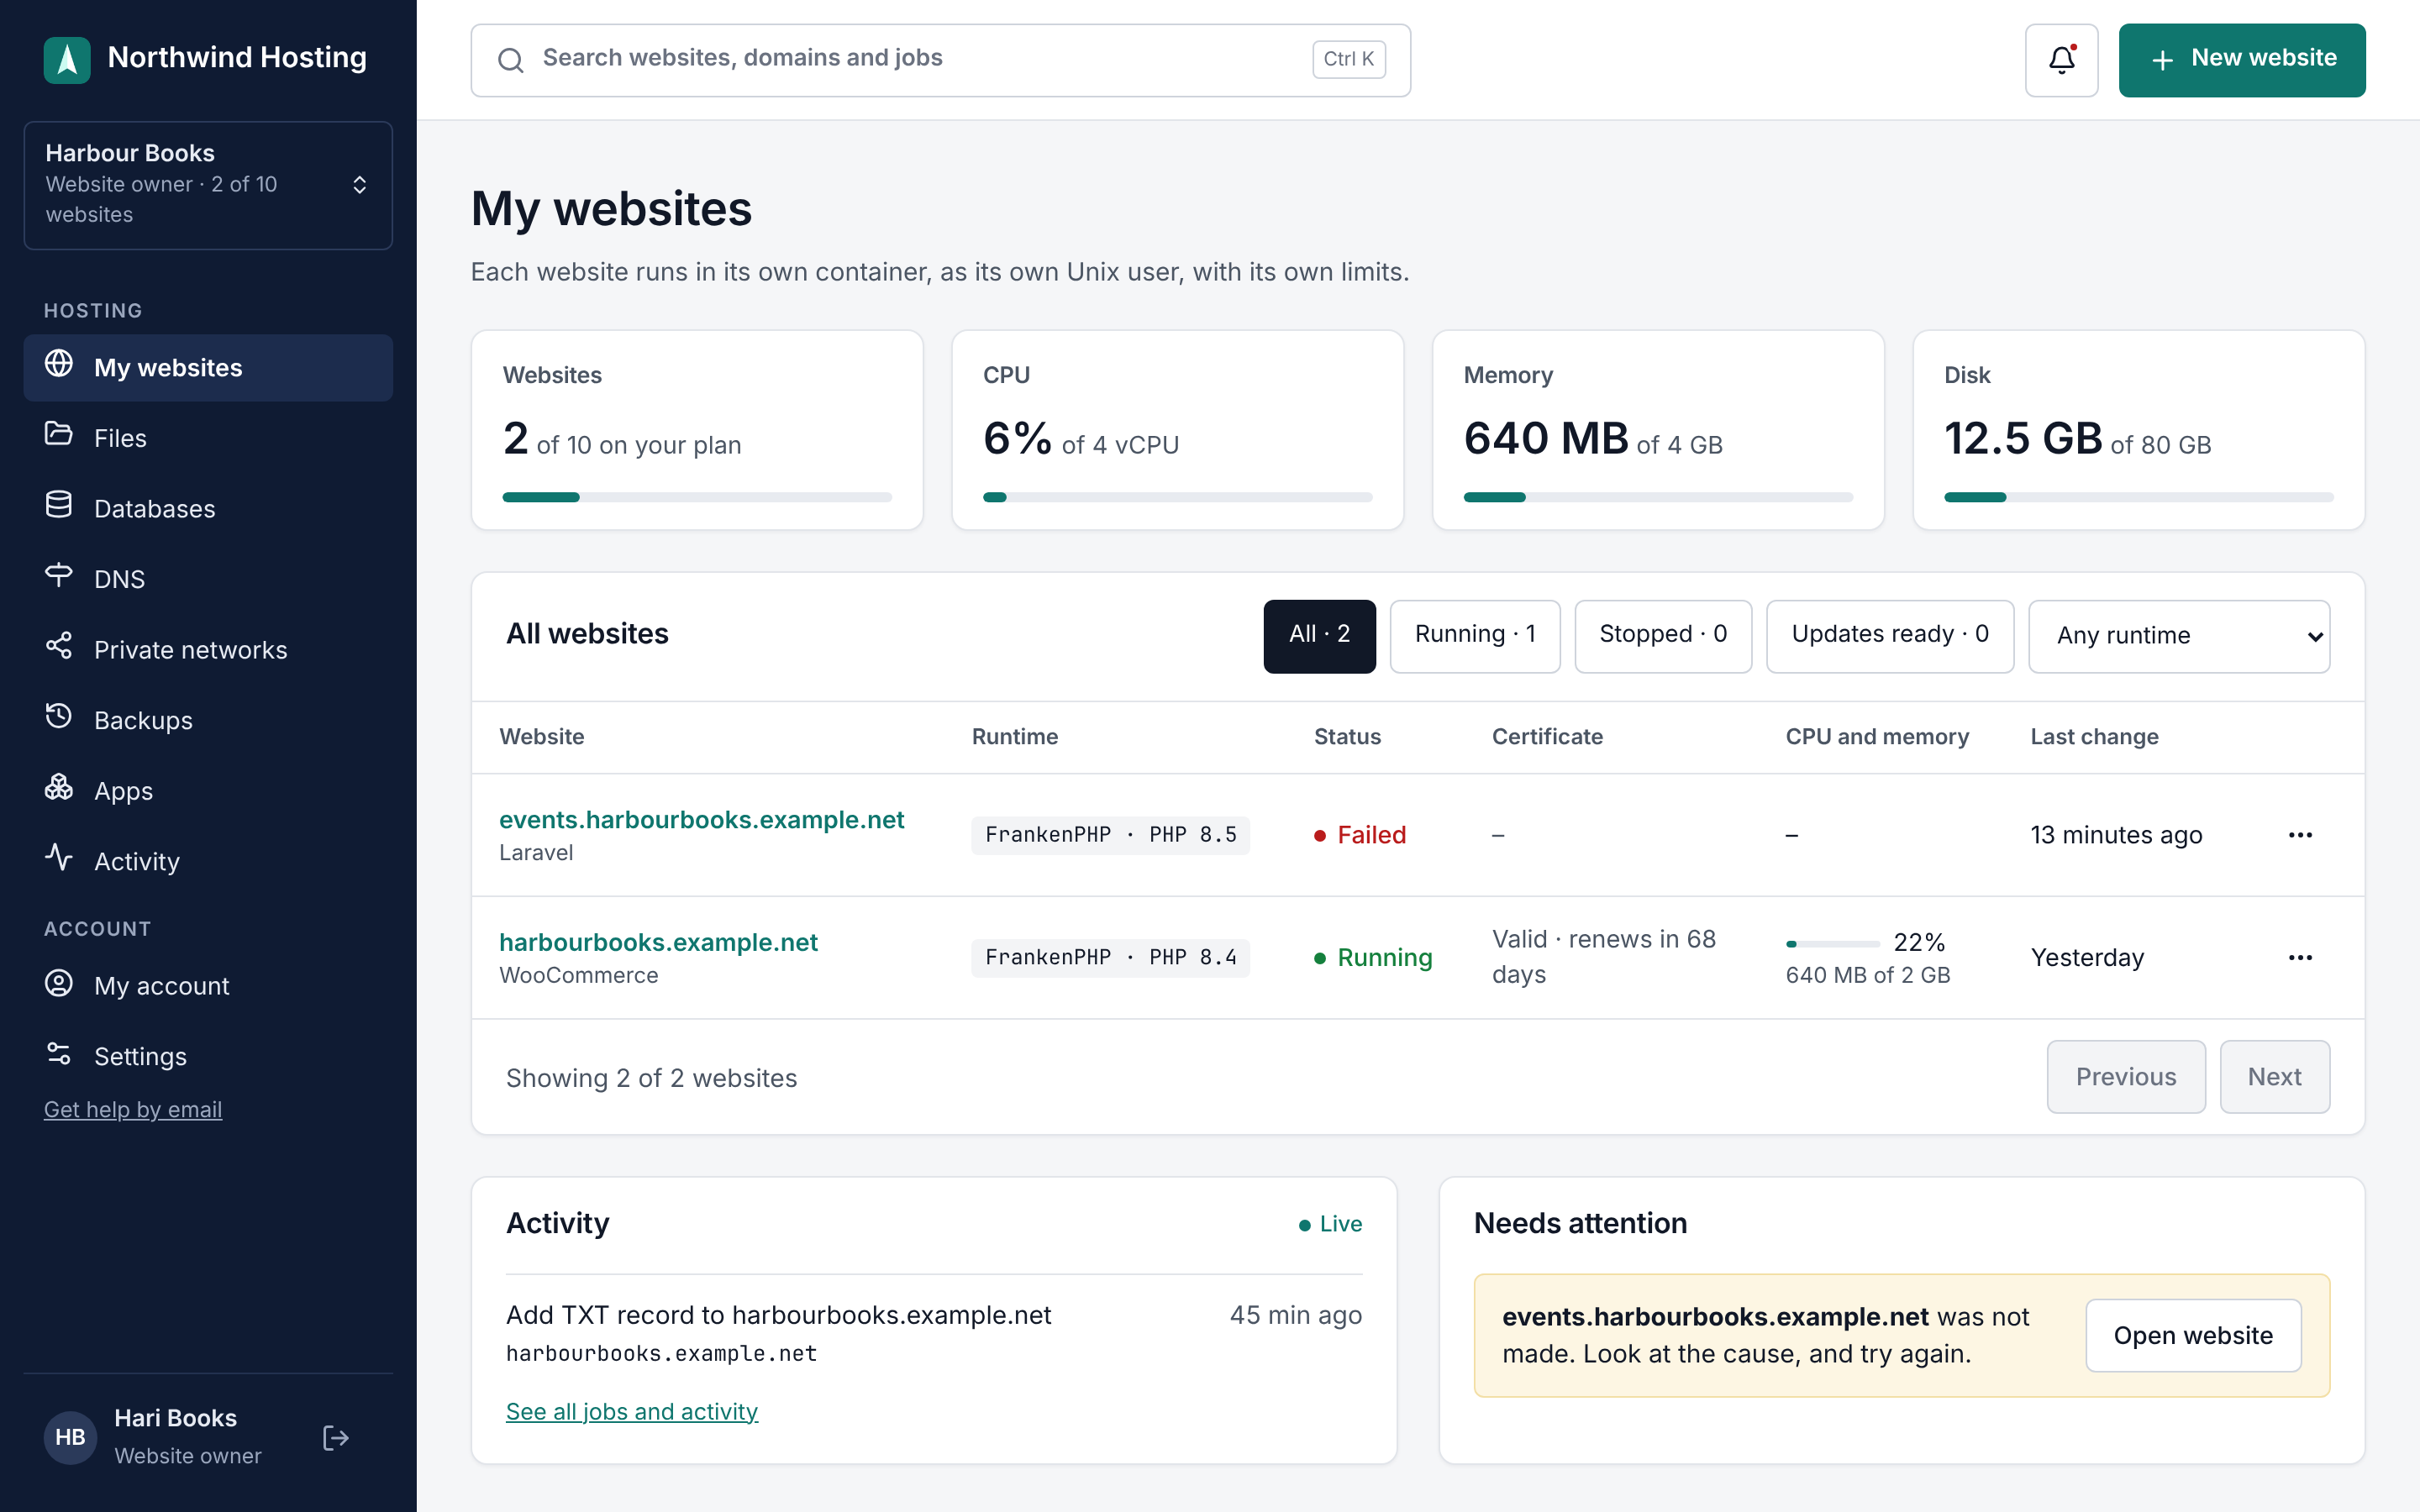 Northwind Hosting
Harbour Books
Website owner · 2 of 10
websites
HOSTING
My websites
Files
Databases
DNS
Private networks
Backups
Apps
Activity
ACCOUNT
My account
Settings
Get help by email
HB
Hari Books
Website owner
Search websites, domains and jobs
Ctrl K
New website
My websites
Each website runs in its own container, as its own Unix user, with its own limits.
Websites
2 of 10 on your plan
CPU
6% of 4 vCPU
Memory
640 MB of 4 GB
Disk
12.5 GB of 80 GB
All websites
All · 2
Running · 1
Stopped · 0
Updates ready · 0
Any runtime
Website
Runtime
Status
Certificate
CPU and memory
Last change
events.harbourbooks.example.net
Laravel
FrankenPHP · PHP 8.5
Failed
–
–
13 minutes ago
harbourbooks.example.net
WooCommerce
FrankenPHP · PHP 8.4
Running
Valid · renews in 68
days
22%
640 MB of 2 GB
Yesterday
Showing 2 of 2 websites
Previous
Next
Activity
Live
Add TXT record to harbourbooks.example.net
45 min ago
harbourbooks.example.net
See all jobs and activity
Needs attention
events.harbourbooks.example.net was not
made. Look at the cause, and try again.
Open website